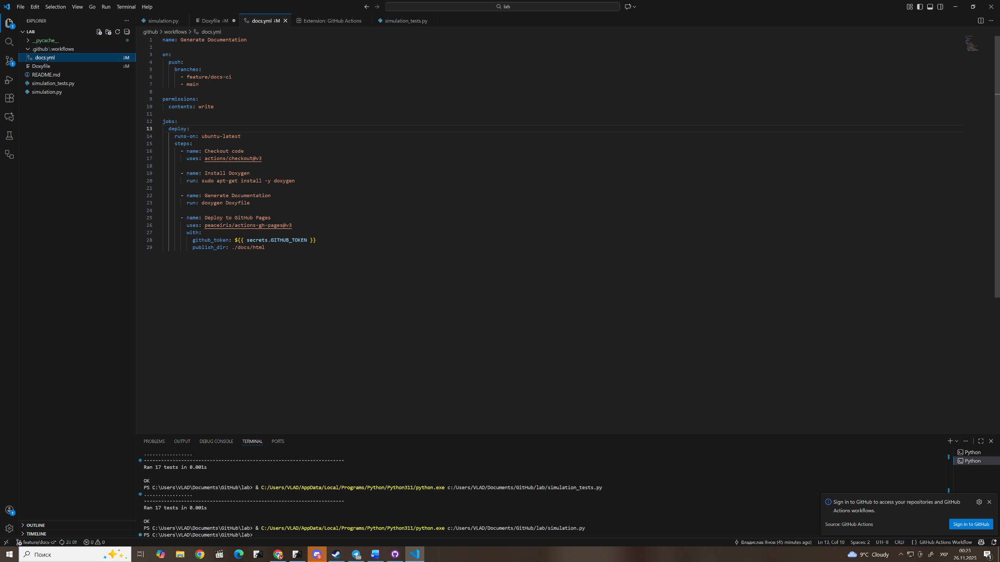 File Edit Selection View Go Run Terminal Help
lab
EXPLORER
simulation.py
Doxyfile ↓M
docs.yml ↓M
Extension: GitHub Actions
simulation_tests.py
LAB
__pycache__
.github\workflows
docs.yml ↓M
Doxyfile ↓M
README.md
simulation_tests.py
simulation.py
.github > workflows > docs.yml
1 name: Generate Documentation
2
3 on:
4 push:
5 branches:
6 - feature/docs-ci
7 - main
8
9 permissions:
10 contents: write
11
12 jobs:
13 deploy:
14 runs-on: ubuntu-latest
15 steps:
16 - name: Checkout code
17 uses: actions/checkout@v3
18
19 - name: Install Doxygen
20 run: sudo apt-get install -y doxygen
21
22 - name: Generate Documentation
23 run: doxygen Doxyfile
24
25 - name: Deploy to GitHub Pages
26 uses: peaceiris/actions-gh-pages@v3
27 with:
28 github_token: ${{ secrets.GITHUB_TOKEN }}
29 publish_dir: ./docs/html
PROBLEMS OUTPUT DEBUG CONSOLE TERMINAL PORTS
.................
----------------------------------------------------------------------
Ran 17 tests in 0.001s
OK
PS C:\Users\VLAD\Documents\GitHub\lab> & C:/Users/VLAD/AppData/Local/Programs/Python/Python311/python.exe c:/Users/VLAD/Documents/GitHub/lab/simulation_tests.py
.................
----------------------------------------------------------------------
Ran 17 tests in 0.001s
OK
PS C:\Users\VLAD\Documents\GitHub\lab> & C:/Users/VLAD/AppData/Local/Programs/Python/Python311/python.exe c:/Users/VLAD/Documents/GitHub/lab/simulation.py
PS C:\Users\VLAD\Documents\GitHub\lab>
Python
Python
Sign in to GitHub to access your repositories and GitHub
Actions workflows.
Source: GitHub Actions
Sign in to GitHub
OUTLINE
TIMELINE
feature/docs-ci* 2↓ 0↑ 0 0
Владислав Янов (45 minutes ago) Ln 13, Col 10 Spaces: 2 UTF-8 CRLF { } GitHub Actions Workflow
Поиск
9°C Cloudy
УКР
00:23
26.11.2025